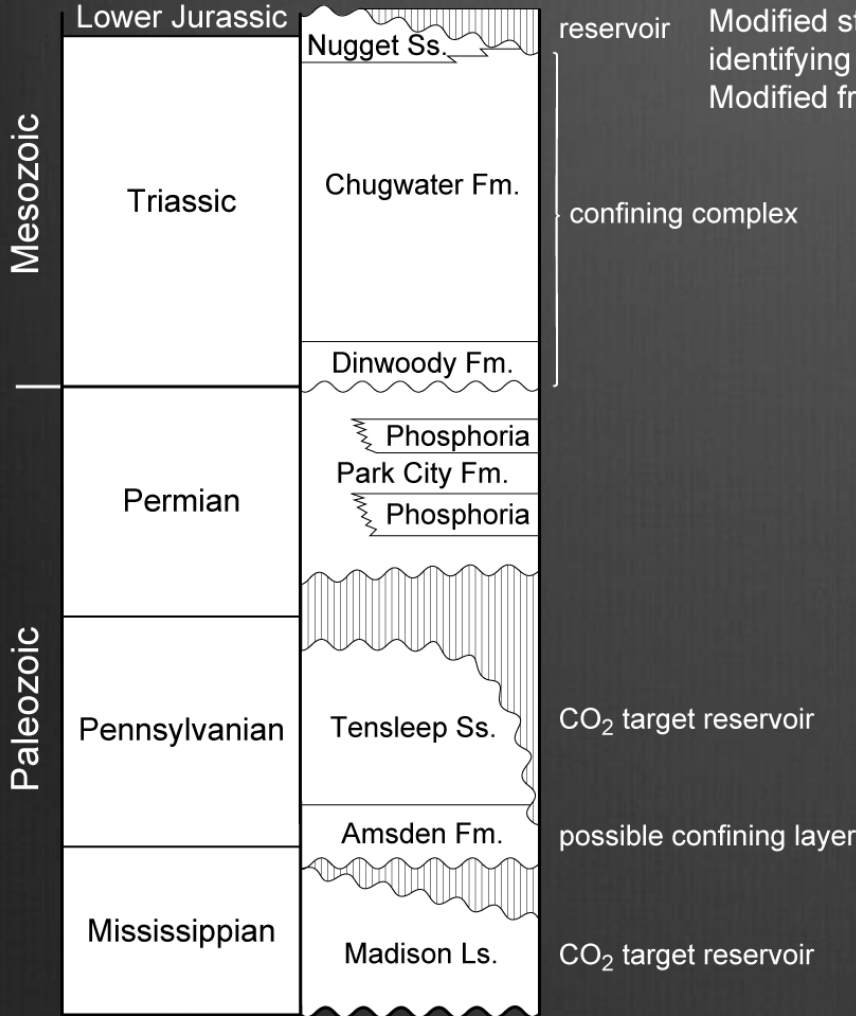 Lower Jurassic
Nugget Ss.
reservoir
Modified
identifying
Modified
Mesozoic
Triassic
Chugwater Fm.
confining complex
Dinwoody Fm.
Paleozoic
Permian
Phosphoria
Park City Fm.
Phosphoria
Pennsylvanian
Tensleep Ss.
CO₂ target reservoir
Amsden Fm.
possible confining layer
Mississippian
Madison Ls.
CO₂ target reservoir